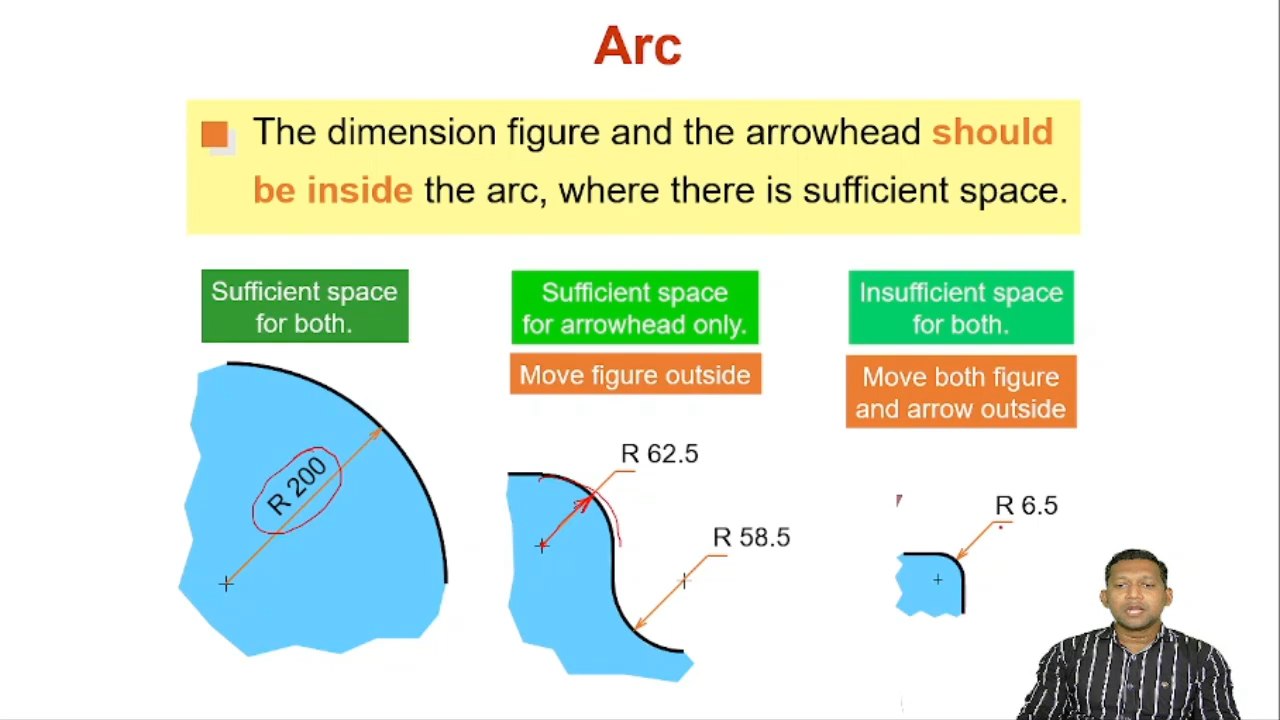 Arc
The dimension figure and the arrowhead should
be inside the arc, where there is sufficient space.
Sufficient space
for both.
Sufficient space
for arrowhead only.
Insufficient space
for both.
Move figure outside
Move both figure
and arrow outside
R 200
R 62.5
R 58.5
R 6.5